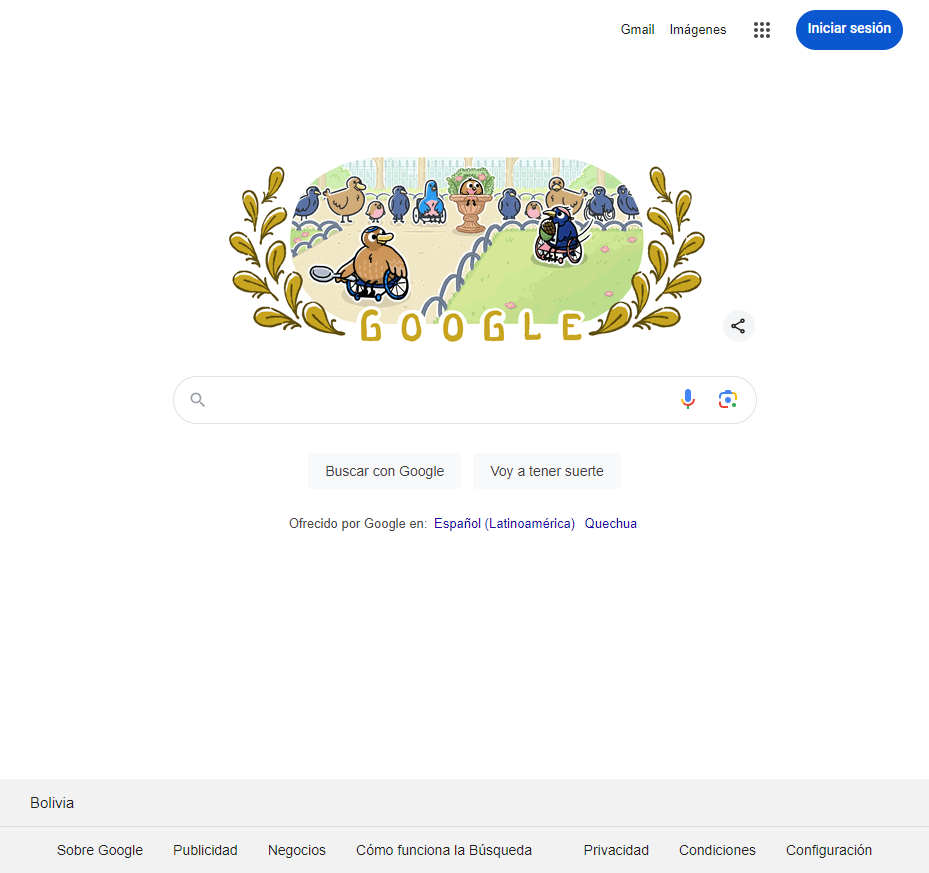 Gmail Imágenes Iniciar sesión
GOOGLE
Buscar con Google Voy a tener suerte
Ofrecido por Google en: Español (Latinoamérica) Quechua
Bolivia
Sobre Google Publicidad Negocios Cómo funciona la Búsqueda Privacidad Condiciones Configuración